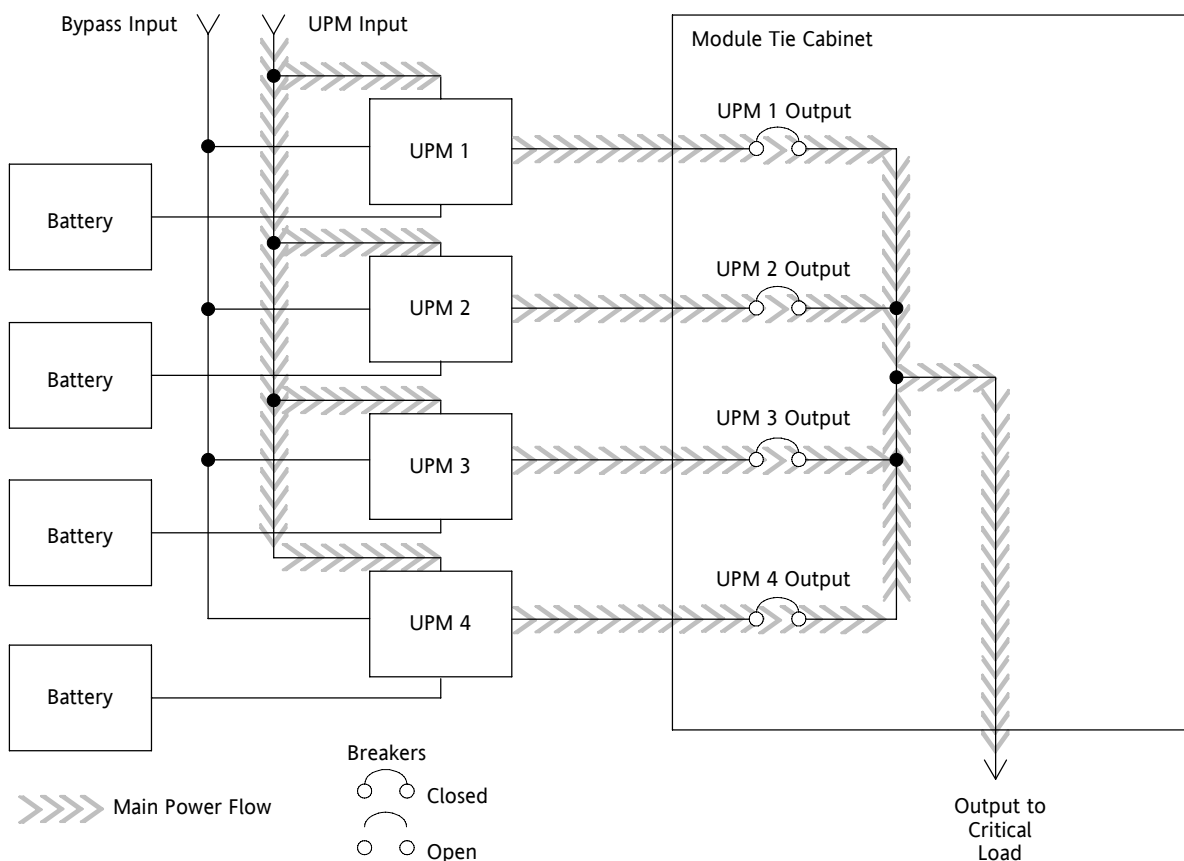 Bypass Input
UPM Input
Module Tie Cabinet
UPM 1 Output
UPM 1
Battery
UPM 2 Output
UPM 2
Battery
UPM 3 Output
UPM 3
Battery
UPM 4 Output
UPM 4
Battery
Breakers
Closed
Open
Main Power Flow
Output to
Critical
Load